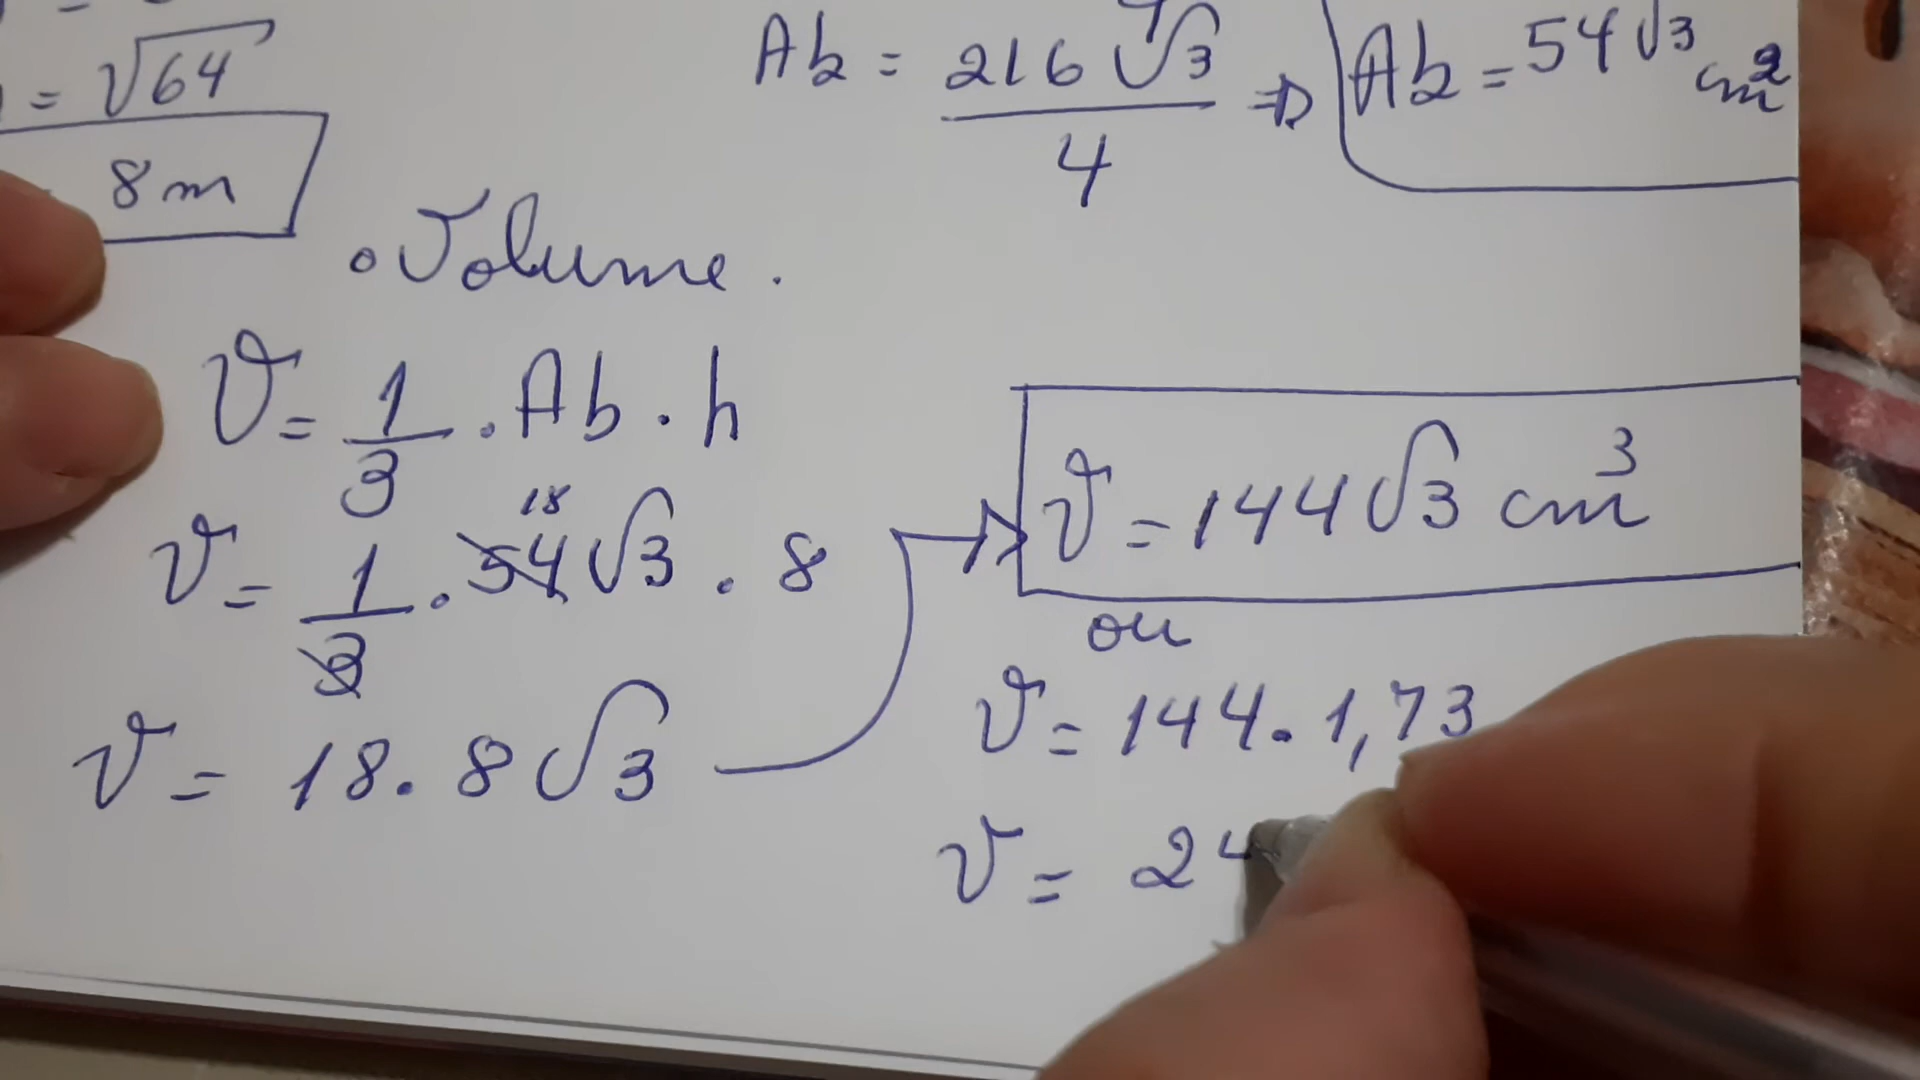 = √64
8m
Ab = 216√3 / 4 ⇒ Ab = 54√3 cm²
• Volume.
V = 1/3 . Ab . h
V = 1/3 . 54√3 . 8
18
V = 18 . 8√3
V = 144√3 cm³
ou
V = 144 . 1,73
V = 24